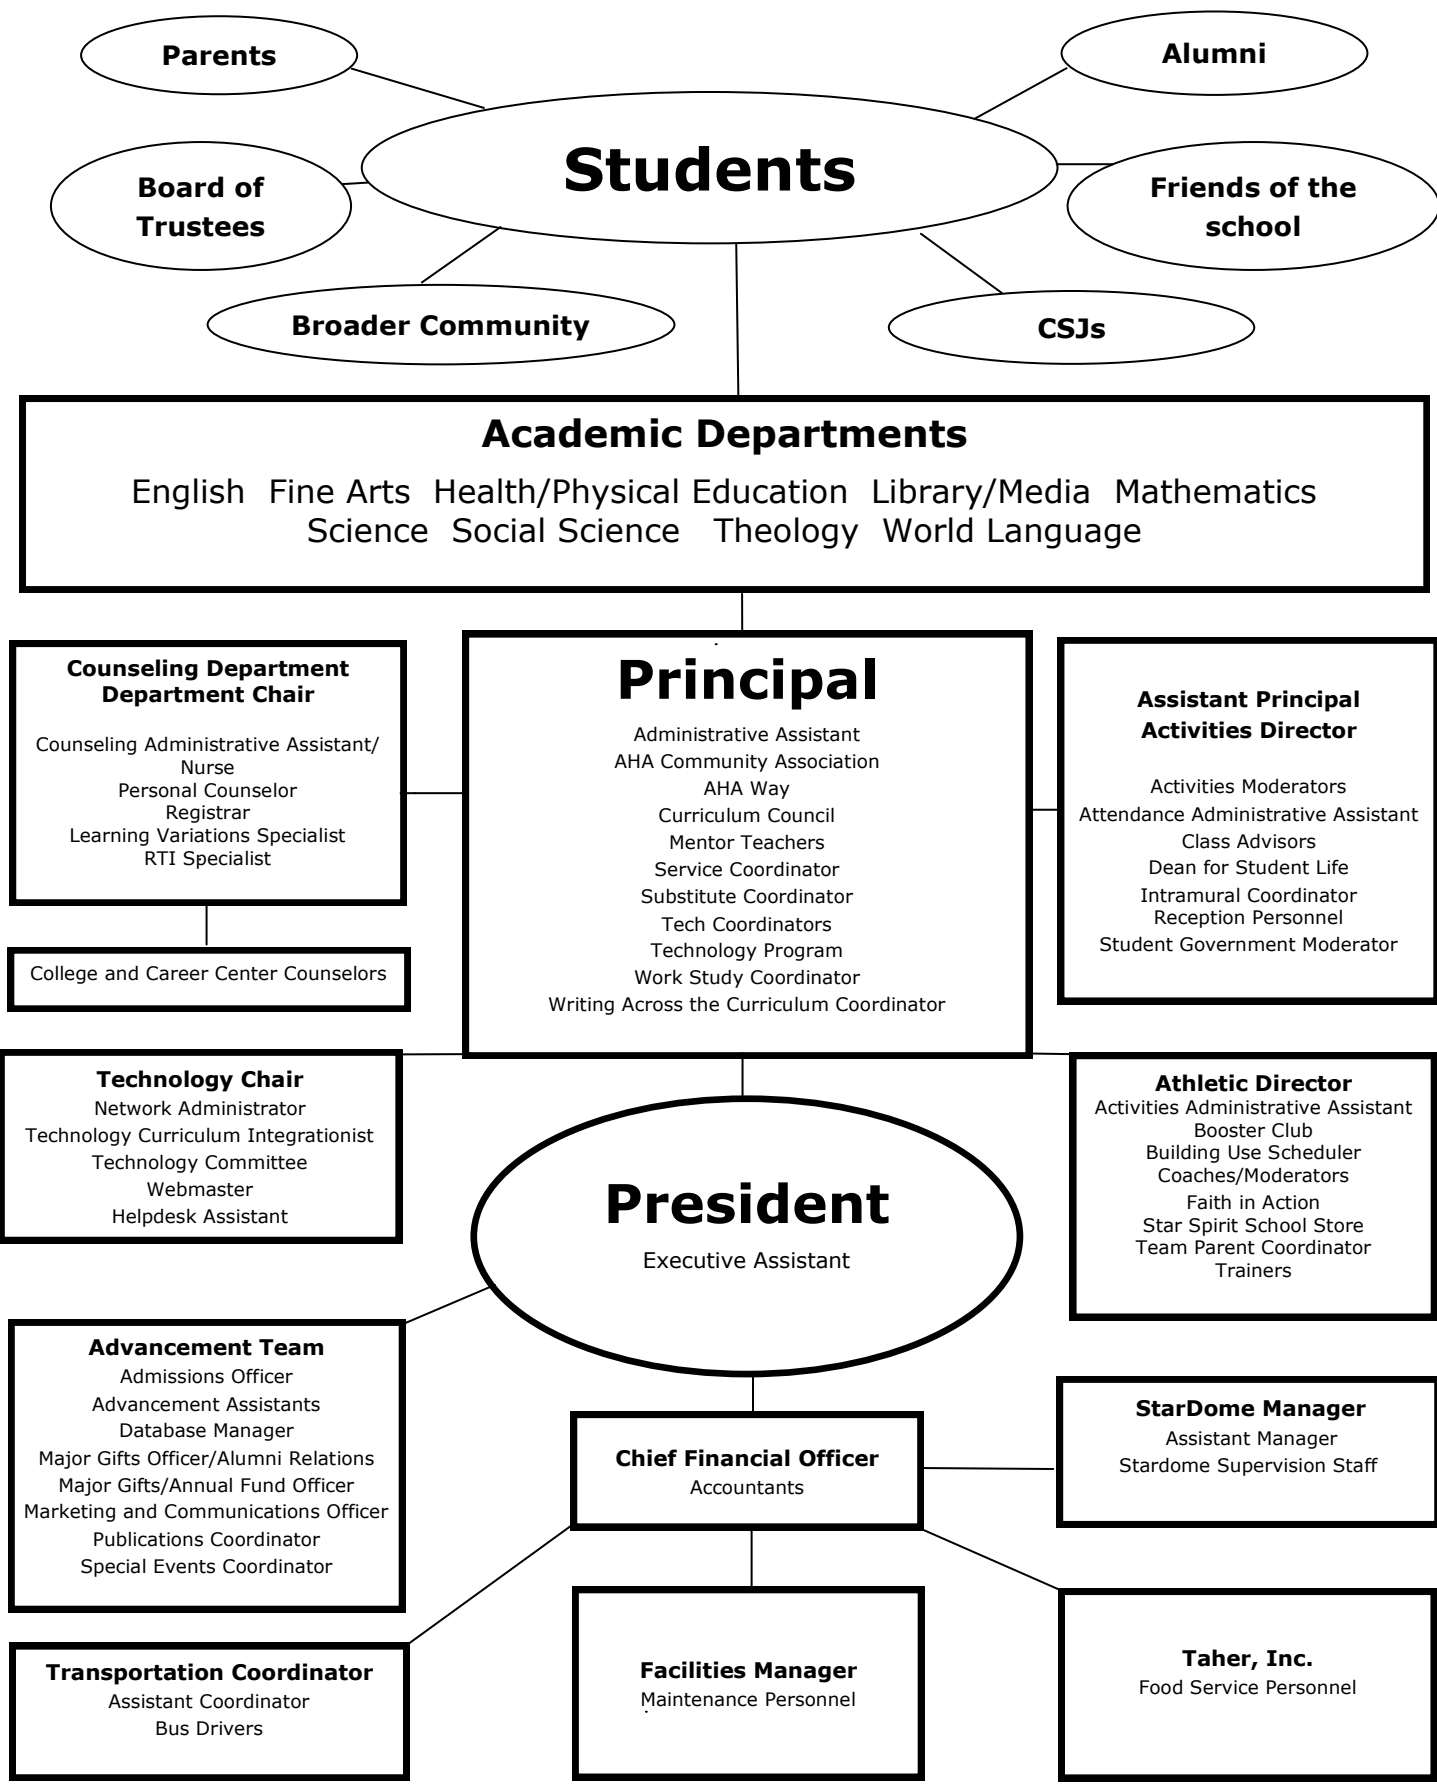 Parents
Alumni
Students
Board of
Trustees
Friends of the
school
Broader Community
CSJs
Academic Departments
English  Fine Arts  Health/Physical Education  Library/Media  Mathematics
Science  Social Science  Theology  World Language
Counseling Department
Department Chair
Counseling Administrative Assistant/
Nurse
Personal Counselor
Registrar
Learning Variations Specialist
RTI Specialist
College and Career Center Counselors
Principal
Administrative Assistant
AHA Community Association
AHA Way
Curriculum Council
Mentor Teachers
Service Coordinator
Substitute Coordinator
Tech Coordinators
Technology Program
Work Study Coordinator
Writing Across the Curriculum Coordinator
Assistant Principal
Activities Director
Activities Moderators
Attendance Administrative Assistant
Class Advisors
Dean for Student Life
Intramural Coordinator
Reception Personnel
Student Government Moderator
Technology Chair
Network Administrator
Technology Curriculum Integrationist
Technology Committee
Webmaster
Helpdesk Assistant
President
Executive Assistant
Athletic Director
Activities Administrative Assistant
Booster Club
Building Use Scheduler
Coaches/Moderators
Faith in Action
Star Spirit School Store
Team Parent Coordinator
Trainers
Advancement Team
Admissions Officer
Advancement Assistants
Database Manager
Major Gifts Officer/Alumni Relations
Major Gifts/Annual Fund Officer
Marketing and Communications Officer
Publications Coordinator
Special Events Coordinator
Chief Financial Officer
Accountants
StarDome Manager
Assistant Manager
Stardome Supervision Staff
Transportation Coordinator
Assistant Coordinator
Bus Drivers
Facilities Manager
Maintenance Personnel
Taher, Inc.
Food Service Personnel